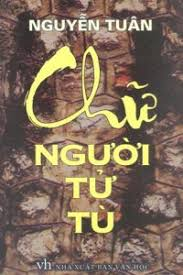 NGUYỄN TUÂN
Chữ
NGƯỜI
TỬ
TÙ
vh NHÀ XUẤT BẢN VĂN HỌC